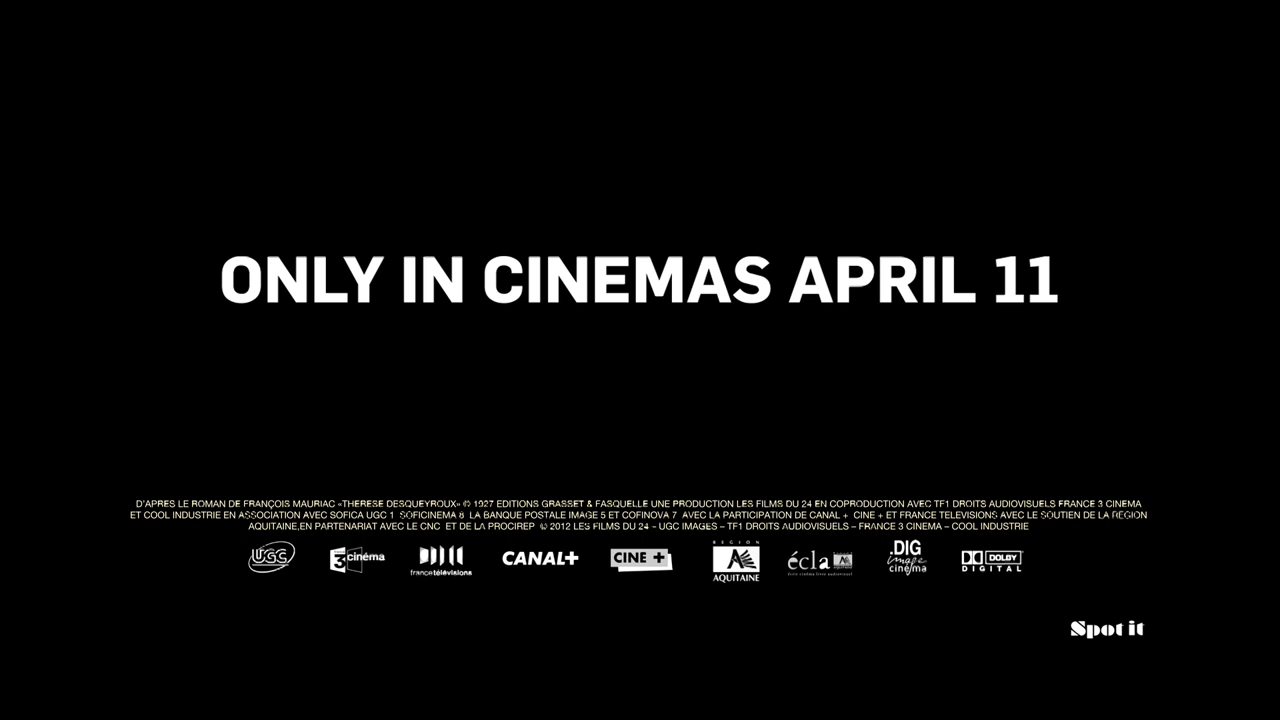 ONLY IN CINEMAS APRIL 11
D'APRES LE ROMAN DE FRANÇOIS MAURIAC «THERESE DESQUEYROUX» © 1927 EDITIONS GRASSET & FASQUELLE UNE PRODUCTION LES FILMS DU 24 EN COPRODUCTION AVEC TF1 DROITS AUDIOVISUELS FRANCE 3 CINEMA
ET COOL INDUSTRIE EN ASSOCIATION AVEC SOFICA UGC 1 SOFICINEMA 8 LA BANQUE POSTALE IMAGE 5 ET COFINOVA 7 AVEC LA PARTICIPATION DE CANAL + CINE + ET FRANCE TELEVISIONS AVEC LE SOUTIEN DE LA REGION
AQUITAINE,EN PARTENARIAT AVEC LE CNC ET DE LA PROCIREP © 2012 LES FILMS DU 24 – UGC IMAGES – TF1 DROITS AUDIOVISUELS – FRANCE 3 CINEMA – COOL INDUSTRIE
UGC 3 cinéma francetélévisions CANAL+ CINE + REGION AQUITAINE écla .DIG image cinéma DOLBY DIGITAL
Spot it